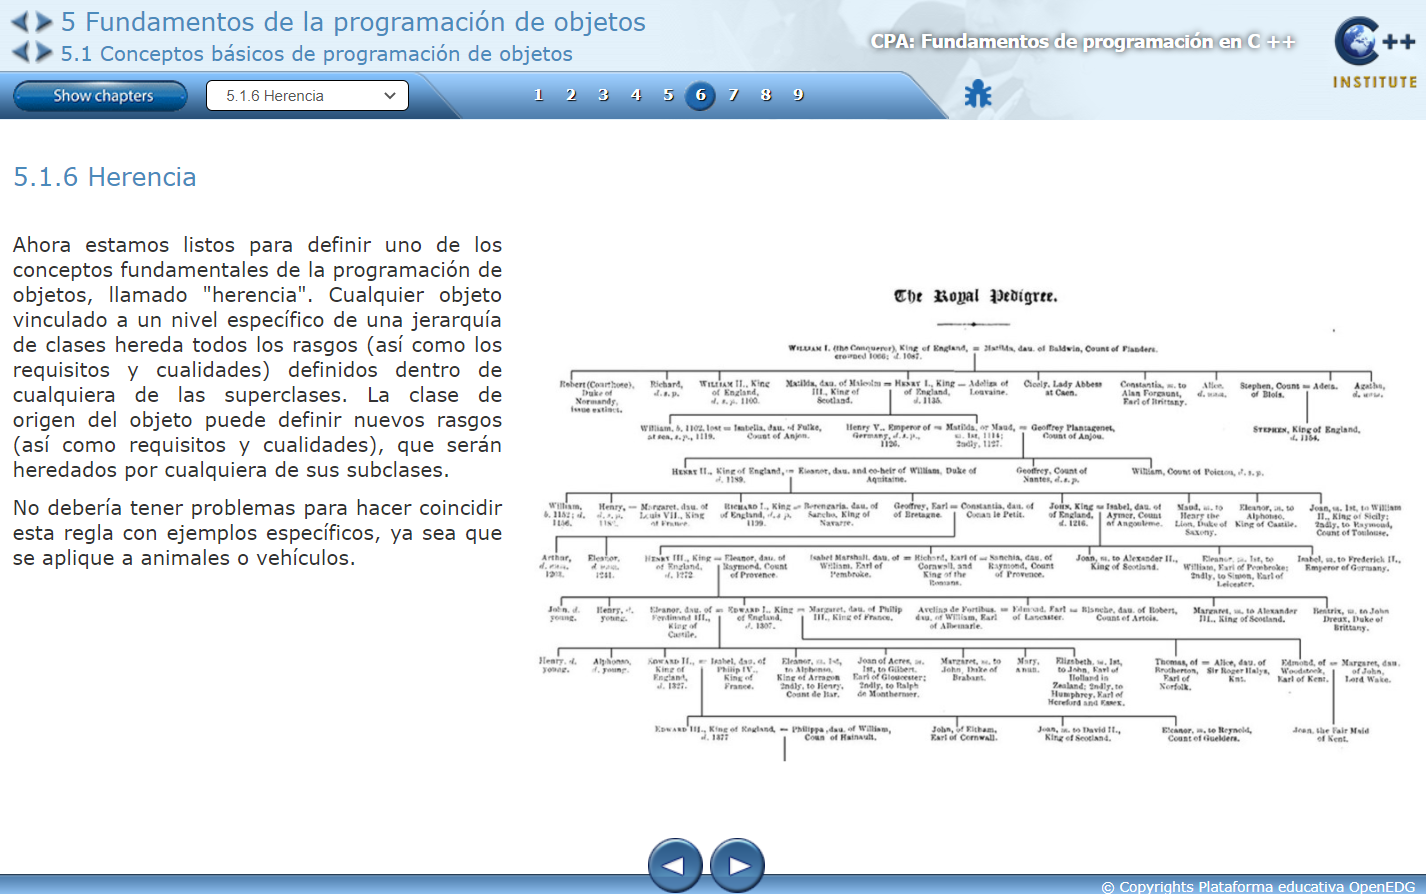 5 Fundamentos de la programación de objetos
5.1 Conceptos básicos de programación de objetos
CPA: Fundamentos de programación en C ++
C++
INSTITUTE
Show chapters
5.1.6 Herencia
1 2 3 4 5 6 7 8 9
5.1.6 Herencia
Ahora estamos listos para definir uno de los
conceptos fundamentales de la programación de
objetos, llamado "herencia". Cualquier objeto
vinculado a un nivel específico de una jerarquía
de clases hereda todos los rasgos (así como los
requisitos y cualidades) definidos dentro de
cualquiera de las superclases. La clase de
origen del objeto puede definir nuevos rasgos
(así como requisitos y cualidades), que serán
heredados por cualquiera de sus subclases.
No debería tener problemas para hacer coincidir
esta regla con ejemplos específicos, ya sea que
se aplique a animales o vehículos.
The Royal Pedigree.
WILLIAM I. (the Conqueror), King of England, = Matilda, dau. of Baldwin, Count of Flanders.
crowned 1066; d. 1087.
Robert (Courthose), Richard, WILLIAM II., King Matilda, dau. of Malcolm = HENRY I., King = Adeliza of Cicely, Lady Abbess Constantia, m. to Stephen, Count = Adela. Agatha,
Duke of d. s. p. of England, III., King of of England, Louvaine. at Caen. Alan Fergaunt, of Blois.
Normandy, d. s. p. 1100. Scotland. d. 1135. Earl of Brittany.
Issue extinct.
William, b. 1102, lost = Isabella, dau. of Fulke, Henry V., Emperor of = Matilda, or Maud, = Geoffrey Plantagenet, STEPHEN, King of England,
at sea, s. p., 1119. Count of Anjou. Germany, d. s. p., m. 1st, 1114; Count of Anjou. d. 1154.
1125. 2ndly, 1127.
HENRY II., King of England, = Eleanor, dau. and co-heir of William, Duke of Geoffrey, Count of William, Count of Poictou, d. s. p.
d. 1189. Aquitaine. Nantes, d. s. p.
William, Henry, = Margaret, dau. of RICHARD I., King = Berengaria, dau. of Geoffrey, Earl = Constantia, dau. of JOHN, King = Isabel, dau. of Maud, m. to Eleanor, m. to Joan, m. 1st, to William
Louis VII., King of England, Sancho, King of of Bretagne. Conan le Petit. of England, Aymer, Count Henry the Alphonso, II., King of Sicily;
1156. of France. 1199. Navarre. d. 1216. of Angouleme. Lion, Duke of King of Castile. 2ndly, to Raymond,
Saxony. Count of Toulouse.
Arthur, Eleanor, HENRY III., King = Eleanor, dau. of Isabel Marshall, dau. of = Richard, Earl of = Sanchia, dau. of Joan, m. to Alexander II., Eleanor, m. 1st, to Isabel, m. to Frederick II.,
of England, Raymond, Count William, Earl of Cornwall, and Raymond, Count King of Scotland. William, Earl of Pembroke; Emperor of Germany.
1241. d. 1272 of Provence. Pembroke. King of the of Provence. 2ndly, to Simon, Earl of
Romans. Leicester.
John, d. Henry, d. Eleanor, dau. of = EDWARD I., King = Margaret, dau. of Philip Avelina de Fortibus, = Edmund, Earl = Blanche, dau. of Robert, Margaret, m. to Alexander Beatrix, m. to John
young. young. Ferdinand III., of England, III., King of France. dau. of William, Earl of Lancaster. Count of Artois. III., King of Scotland. Dreux, Duke of
King of d. 1307. of Albemarle. Brittany.
Castile.
Henry, d. Alphonso, EDWARD II., = Isabel, dau. of Eleanor, m. 1st, Joan of Acres, m. Margaret, m. to Mary, Elizabeth, m. 1st, Thomas, of = Alice, dau. of Edmond, of = Margaret, dau.
young. d. young. King of Philip IV., to Alphonso, 1st, to Gilbert, John, Duke of a nun. to John, Earl of Brotherton, Sir Roger Halys, Woodstock, of John,
England, King of King of Arragon Earl of Gloucester; Brabant. Holland in Earl of Knt. Earl of Kent. Lord Wake.
d. 1327. France. 2ndly, to Henry, 2ndly, to Ralph Zealand; 2ndly, to Norfolk.
Count de Bar. de Monthermer. Humphrey, Earl of
Hereford and Essex.
EDWARD III., King of England, = Philippa, dau. of William, John, of Eltham, Joan, m. to David II., Eleanor, m. to Reynold, Joan, the Fair Maid
d. 1377 Coun of Hainault. Earl of Cornwall. King of Scotland. Count of Guelders. of Kent.
© Copyrights Plataforma educativa OpenEDG